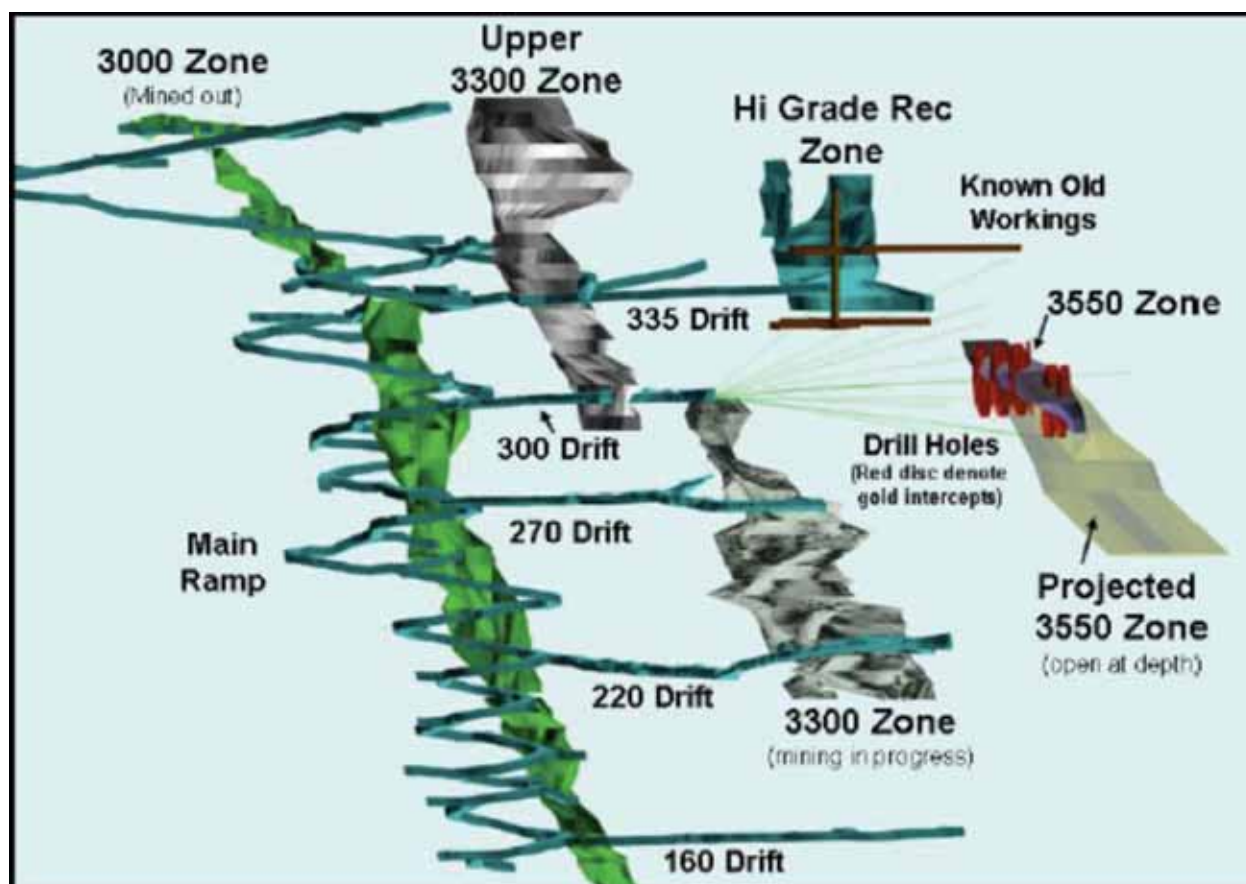 3000 Zone
(Mined out)
Upper
3300 Zone
Hi Grade Rec
Zone
Known Old
Workings
335 Drift
3550 Zone
300 Drift
Drill Holes
(Red disc denote
gold intercepts)
270 Drift
Main
Ramp
Projected
3550 Zone
(open at depth)
220 Drift
3300 Zone
(mining in progress)
160 Drift